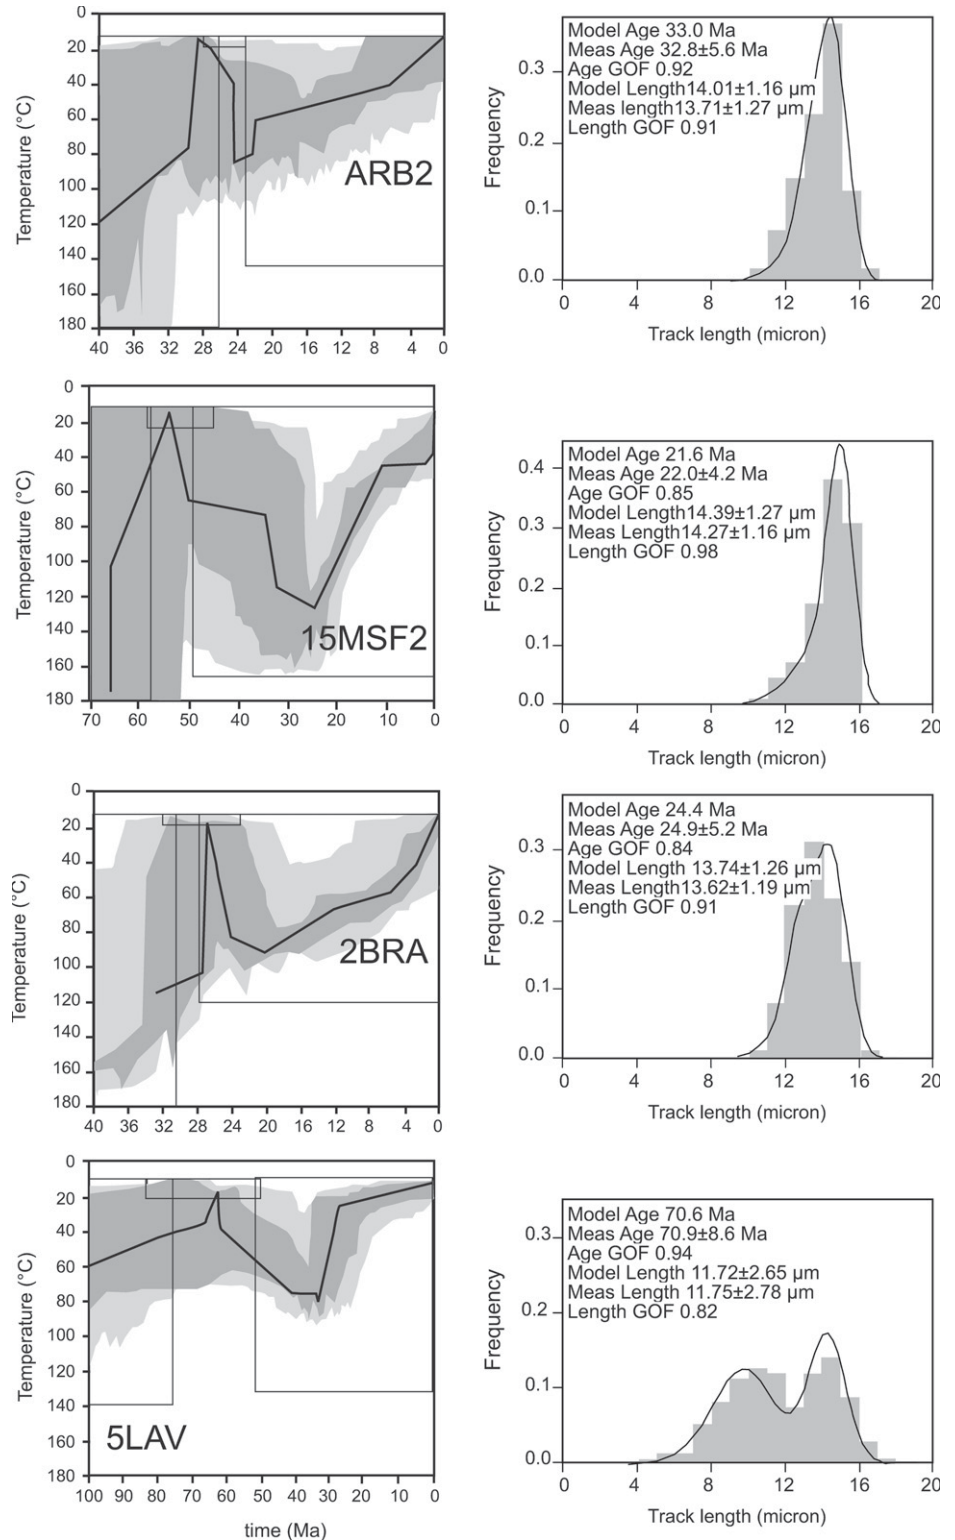 0
20
40
60
80
100
120
140
160
180
Temperature (°C)
ARB2
40 36 32 28 24 20 16 12 8 4 0
Model Age 33.0 Ma
Meas Age 32.8±5.6 Ma
Age GOF 0.92
Model Length14.01±1.16 µm
Meas length13.71±1.27 µm
Length GOF 0.91
Frequency
0.3
0.2
0.1
0.0
0 4 8 12 16 20
Track length (micron)
0
20
40
60
80
100
120
140
160
180
Temperature (°C)
15MSF2
70 60 50 40 30 20 10 0
Model Age 21.6 Ma
Meas Age 22.0±4.2 Ma
Age GOF 0.85
Model Length14.39±1.27 µm
Meas Length14.27±1.16 µm
Length GOF 0.98
Frequency
0.4
0.3
0.2
0.1
0.0
0 4 8 12 16 20
Track length (micron)
0
20
40
60
80
100
120
140
160
180
Temperature (°C)
2BRA
40 36 32 28 24 20 16 12 8 4 0
Model Age 24.4 Ma
Meas Age 24.9±5.2 Ma
Age GOF 0.84
Model Length 13.74±1.26 µm
Meas Length13.62±1.19 µm
Length GOF 0.91
Frequency
0.3
0.2
0.1
0.0
0 4 8 12 16 20
Track length (micron)
0
20
40
60
80
100
120
140
160
180
Temperature (°C)
5LAV
100 90 80 70 60 50 40 30 20 10 0
time (Ma)
Model Age 70.6 Ma
Meas Age 70.9±8.6 Ma
Age GOF 0.94
Model Length 11.72±2.65 µm
Meas Length 11.75±2.78 µm
Length GOF 0.82
Frequency
0.3
0.2
0.1
0.0
0 4 8 12 16 20
Track length (micron)